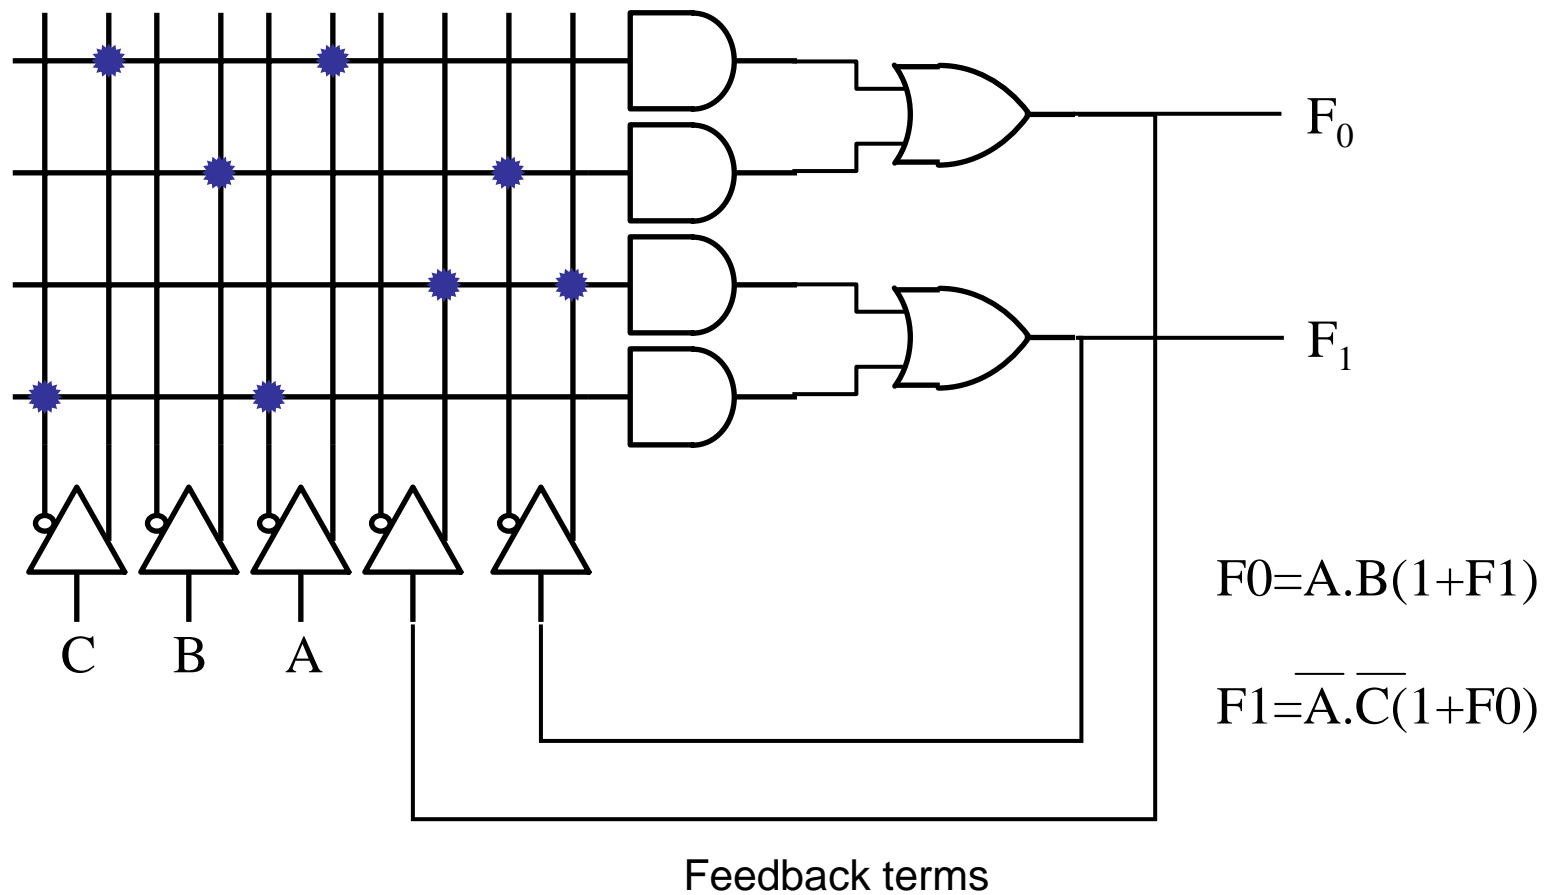 F₀
F₁
F0=A.B(1+F1)
C B A
F1=A̅.C̅(1+F0)
Feedback terms